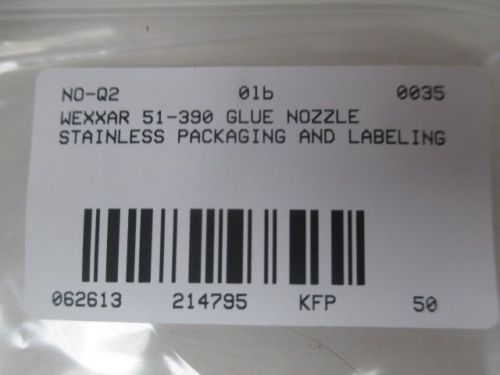 NO-Q2 01b 0035
WEXXAR 51-390 GLUE NOZZLE
STAINLESS PACKAGING AND LABELING
062613 214795 KFP 50